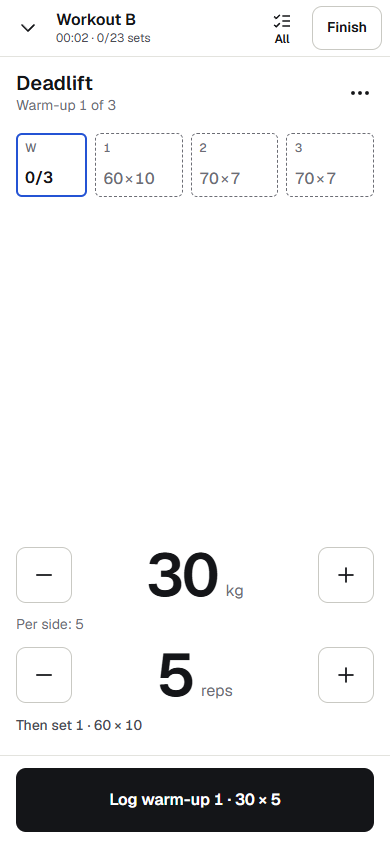 Workout B
00:02 · 0/23 sets
All
Finish
Deadlift
Warm-up 1 of 3
W
0/3
1
60×10
2
70×7
3
70×7
30 kg
Per side: 5
5 reps
Then set 1 · 60 × 10
Log warm-up 1 · 30 × 5